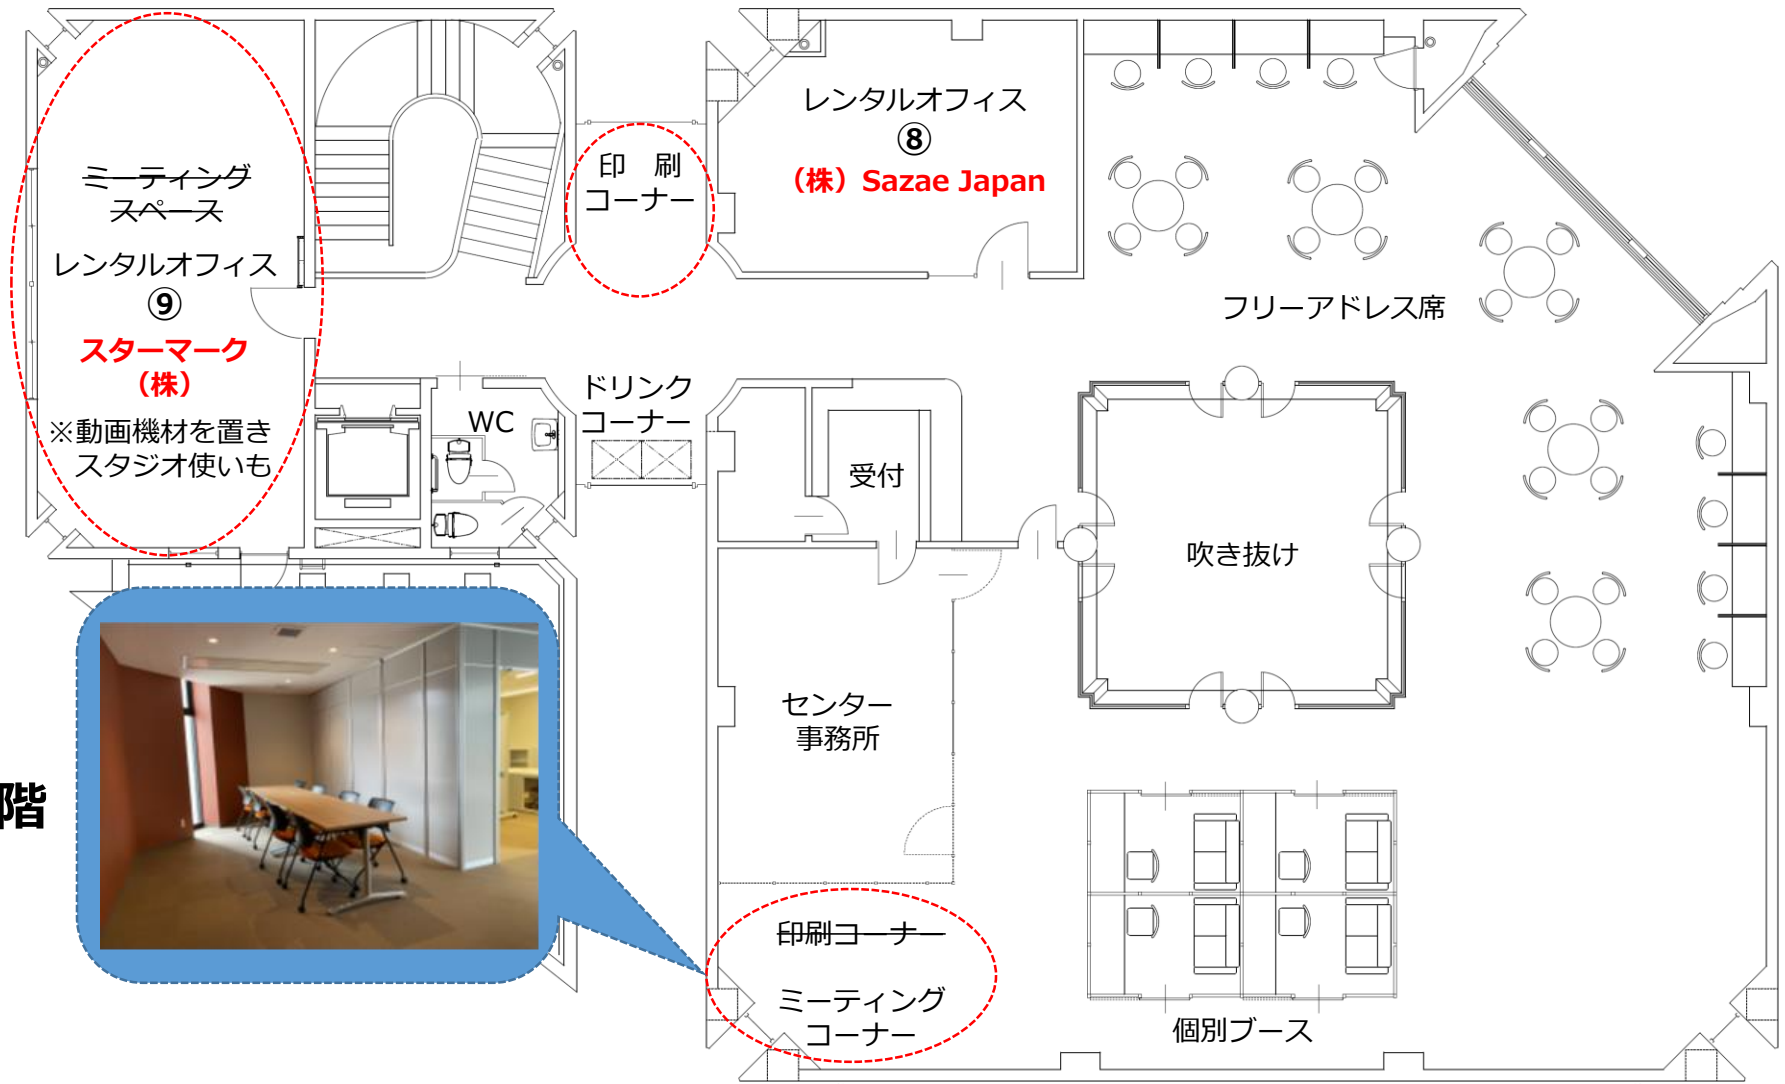 ミーティング
スペース
レンタルオフィス
⑨
スターマーク
（株）
※動画機材を置き
スタジオ使いも
印　刷
コーナー
レンタルオフィス
⑧
（株）Sazae Japan
フリーアドレス席
ドリンク
コーナー
WC
受付
吹き抜け
センター
事務所
階
印刷コーナー
ミーティング
コーナー
個別ブース